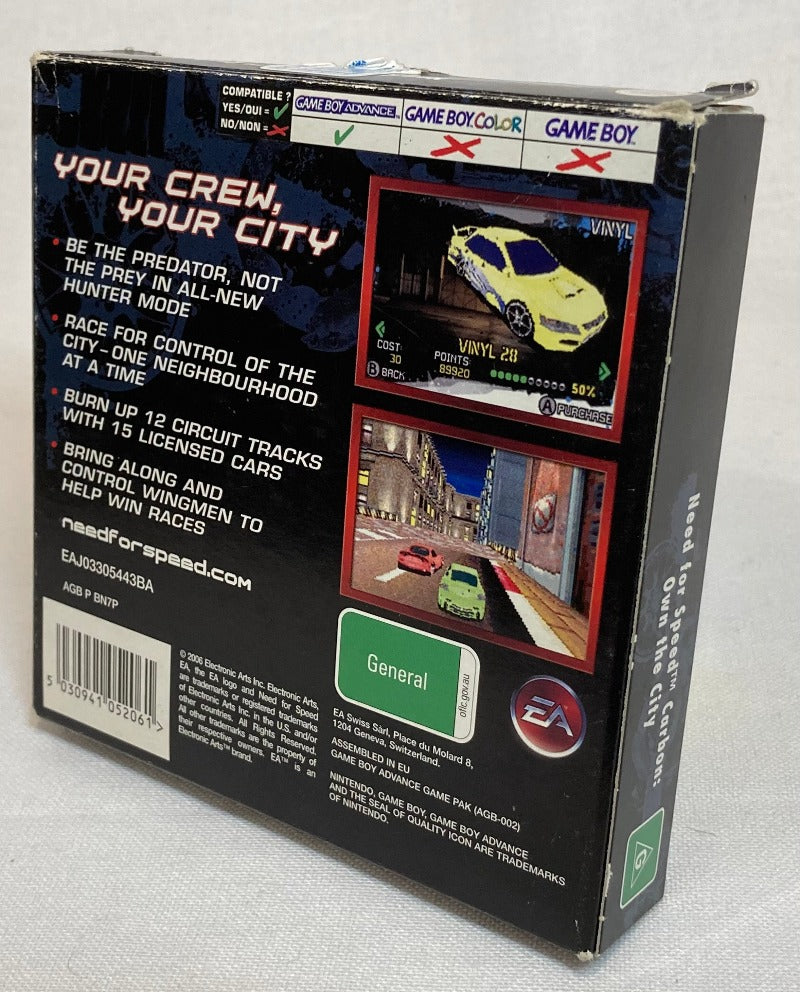 COMPATIBLE ?
YES/OUI =
NO/NON =
GAME BOY ADVANCE™
GAME BOY COLOR
GAME BOY
YOUR CREW,
YOUR CITY
• BE THE PREDATOR, NOT
THE PREY IN ALL-NEW
HUNTER MODE
• RACE FOR CONTROL OF THE
CITY – ONE NEIGHBOURHOOD
AT A TIME
• BURN UP 12 CIRCUIT TRACKS
WITH 15 LICENSED CARS
• BRING ALONG AND
CONTROL WINGMEN TO
HELP WIN RACES
needforspeed.com
EAJ03305443BA
AGB P BN7P
5 030941 052061 >
VINYL
VINYL 28
COST:
30
POINTS:
89920
50%
B BACK
A PURCHASE
© 2006 Electronic Arts Inc. Electronic Arts,
EA, the EA logo and Need for Speed
are trademarks or registered trademarks
of Electronic Arts Inc. in the U.S. and/or
other countries. All Rights Reserved.
All other trademarks are the property of
their respective owners. EA™ is an
Electronic Arts™ brand.
General
oflc.gov.au
EA
EA Swiss Sàrl, Place du Molard 8,
1204 Geneva, Switzerland.
ASSEMBLED IN EU
GAME BOY ADVANCE GAME PAK (AGB-002)
NINTENDO, GAME BOY, GAME BOY ADVANCE
AND THE SEAL OF QUALITY ICON ARE TRADEMARKS
OF NINTENDO.
Need for Speed™ Carbon:
Own the City
G